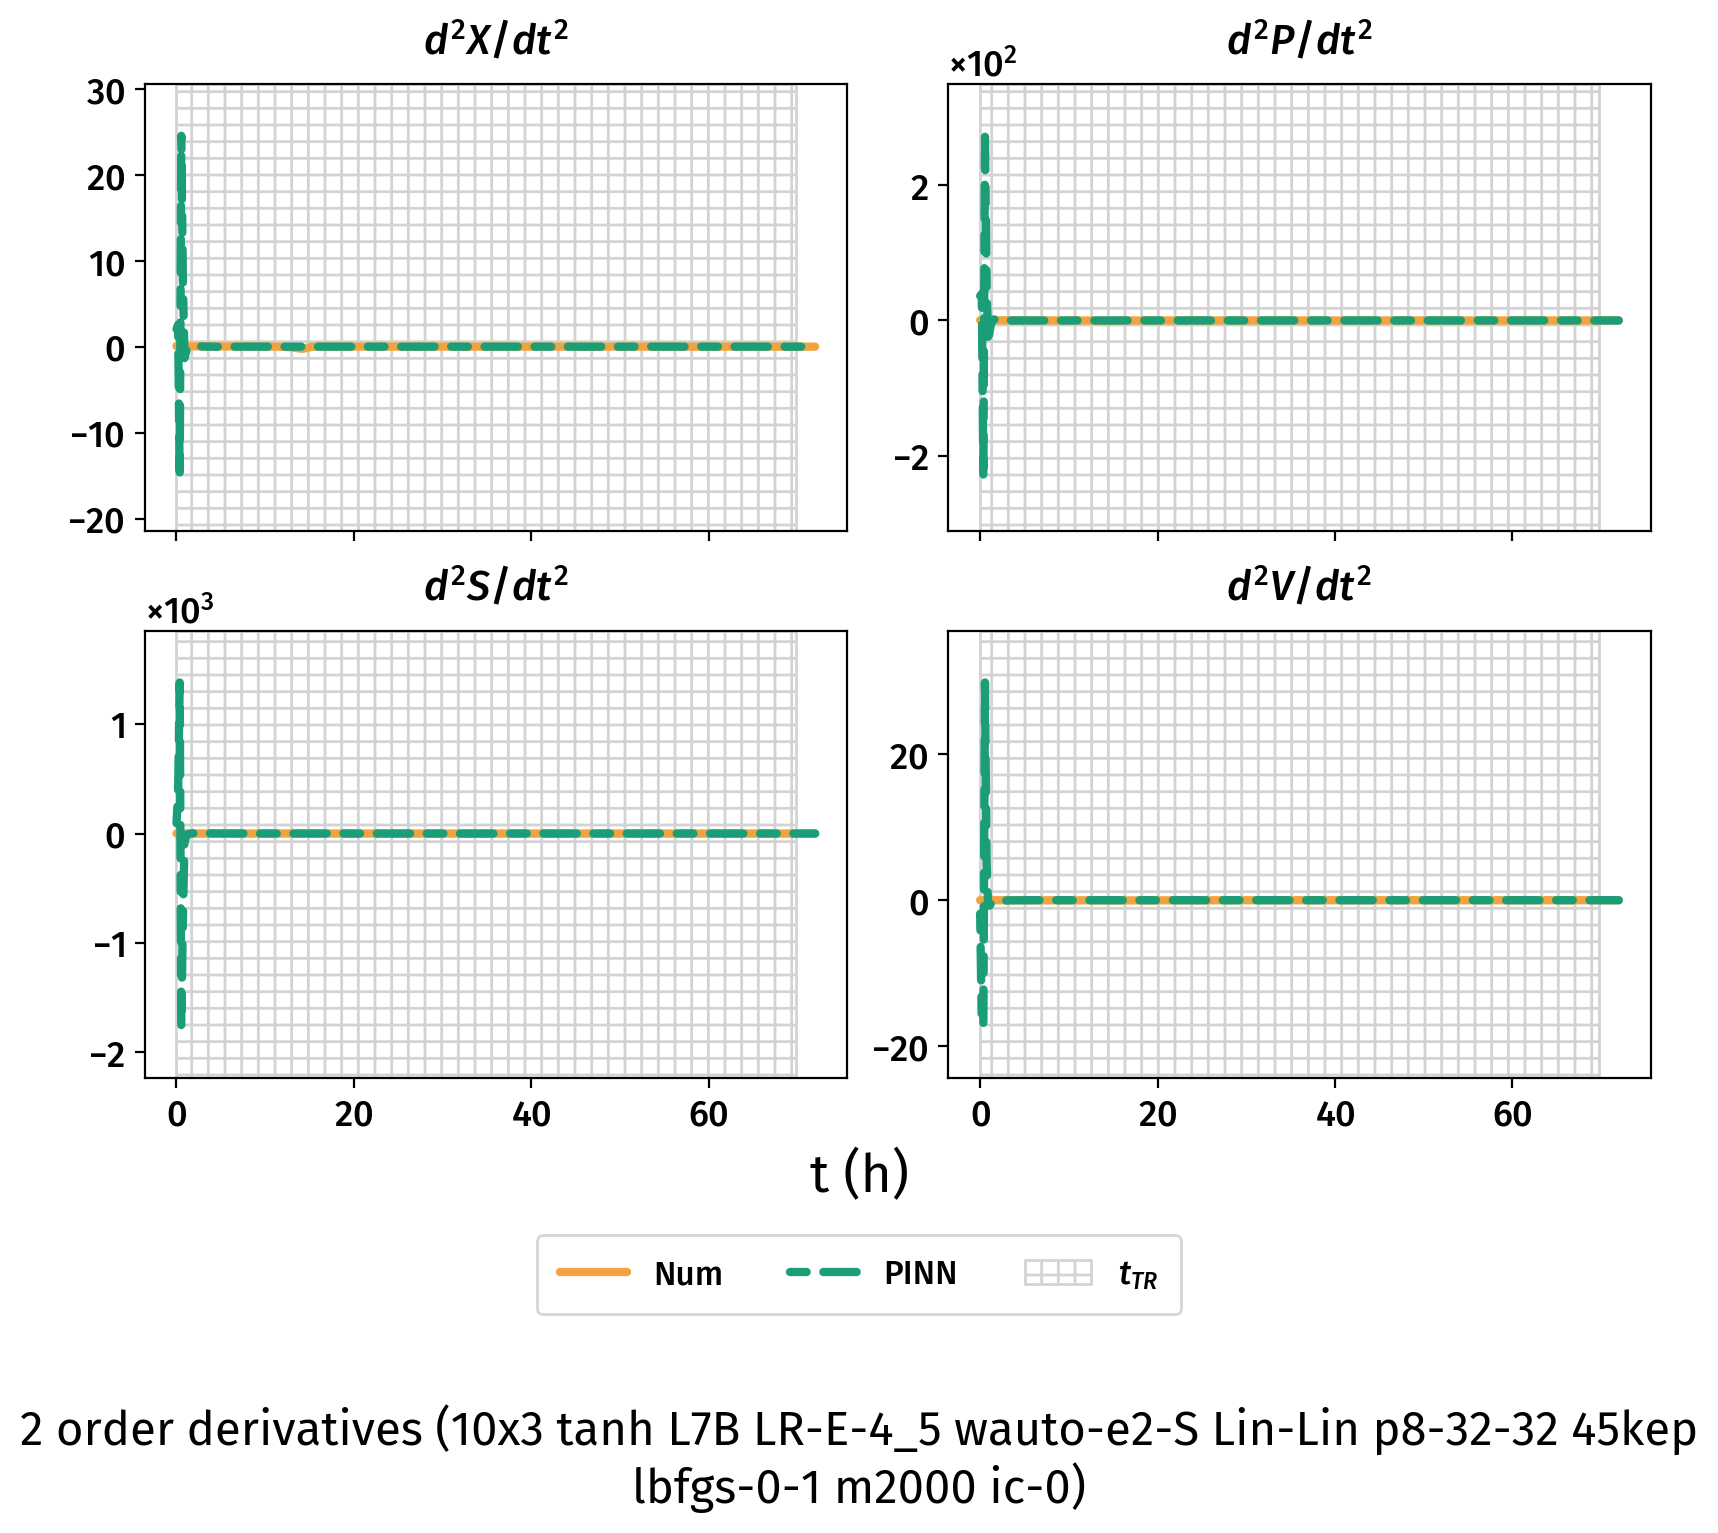 d²X/dt²
30
20
10
0
−10
−20
d²P/dt²
×10²
2
0
−2
d²S/dt²
×10³
1
0
−1
−2
0 20 40 60
d²V/dt²
20
0
−20
0 20 40 60
t (h)
Num PINN t_TR
2 order derivatives (10x3 tanh L7B LR-E-4_5 wauto-e2-S Lin-Lin p8-32-32 45kep
lbfgs-0-1 m2000 ic-0)